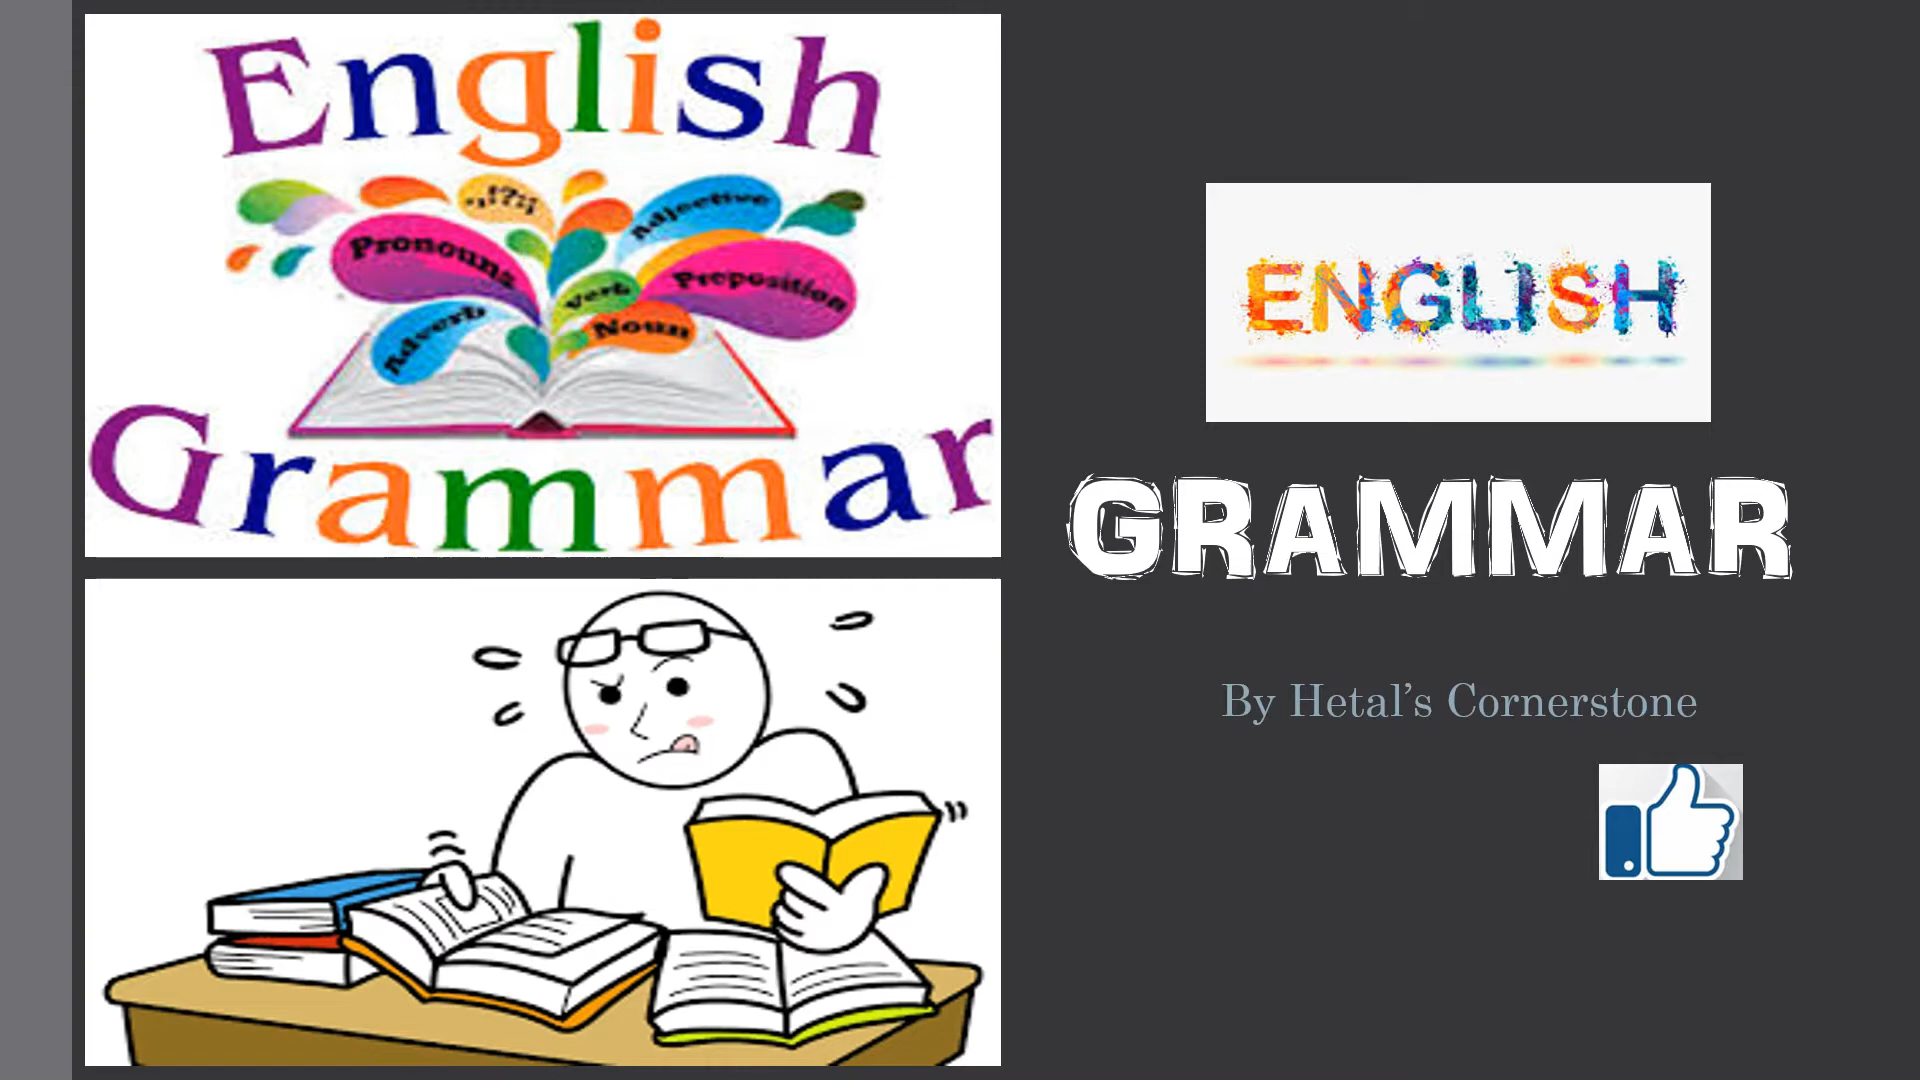 English
.,!?;;
Adjective
Pronouns
Preposition
Verb
Adverb
Noun
Grammar
ENGLISH
GRAMMAR
By Hetal’s Cornerstone